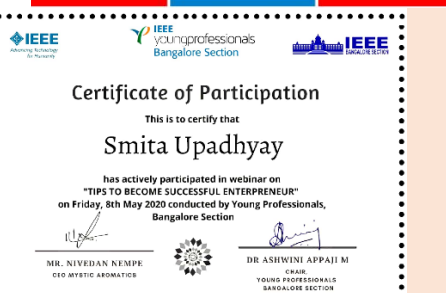 IEEE
Advancing Technology
for Humanity
IEEE
youngprofessionals
Bangalore Section
IEEE
BANGALORE SECTION
Certificate of Participation
This is to certify that
Smita Upadhyay
has actively participated in webinar on
"TIPS TO BECOME SUCCESSFUL ENTERPRENEUR"
on Friday, 8th May 2020 conducted by Young Professionals,
Bangalore Section
MR. NIVEDAN NEMPE
CEO MYSTIC AROMATICS
DR ASHWINI APPAJI M
CHAIR,
YOUNG PROFESSIONALS
BANGALORE SECTION